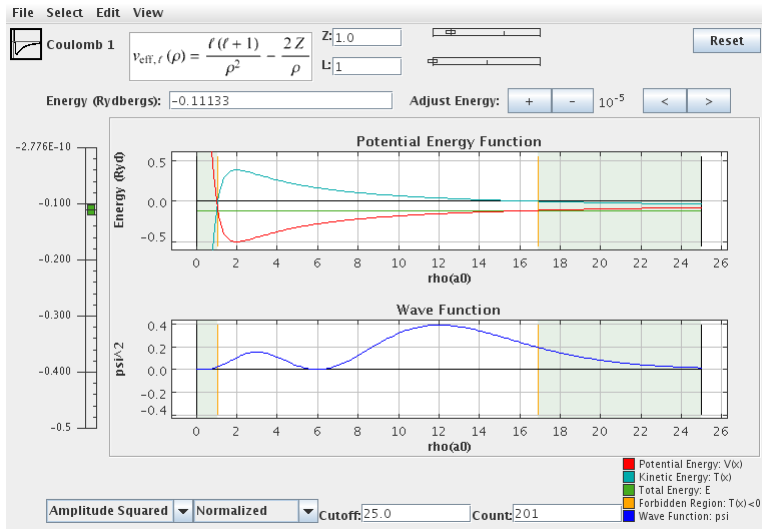 File Select Edit View
Coulomb 1
v_eff,ℓ (ρ) = ℓ(ℓ + 1) / ρ² − 2 Z / ρ
Z: 1.0
L: 1
Reset
Energy (Rydbergs): -0.11133 Adjust Energy: + - 10^-5 < >
-2.776E-10
-0.100
-0.200
-0.300
-0.400
-0.5
Potential Energy Function
Energy (Ryd)
0.5
0.0
-0.5
0 2 4 6 8 10 12 14 16 18 20 22 24 26
rho(a0)
Wave Function
psi^2
0.4
0.2
0.0
-0.2
-0.4
0 2 4 6 8 10 12 14 16 18 20 22 24 26
rho(a0)
Potential Energy: V(x)
Kinetic Energy: T(x)
Total Energy: E
Forbidden Region: T(x)<0
Wave Function: psi
Amplitude Squared Normalized Cutoff: 25.0 Count: 201